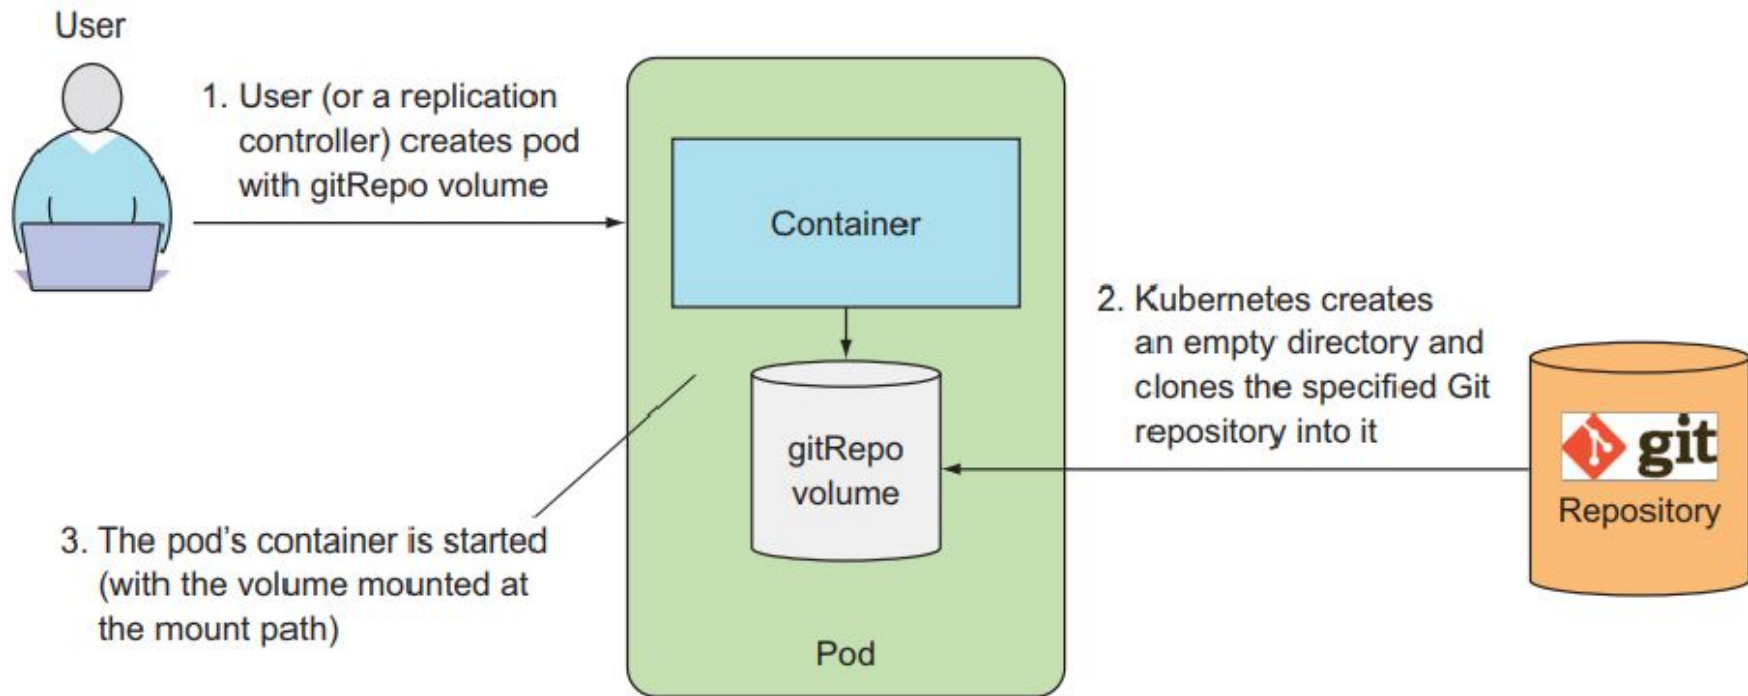 User
1. User (or a replication
controller) creates pod
with gitRepo volume
Container
2. Kubernetes creates
an empty directory and
clones the specified Git
repository into it
gitRepo
volume
git
Repository
3. The pod's container is started
(with the volume mounted at
the mount path)
Pod